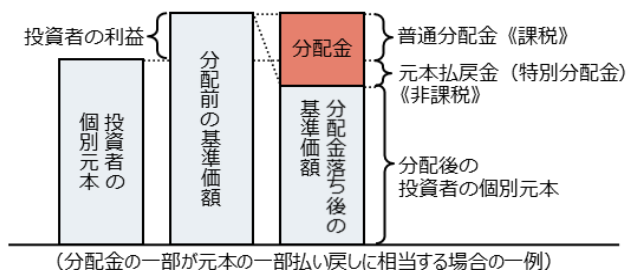 投資者の利益
投資者の
個別元本
分配前の基準価額
分配金
分配金落ち後の
基準価額
普通分配金《課税》
元本払戻金（特別分配金）
《非課税》
分配後の
投資者の個別元本
（分配金の一部が元本の一部払い戻しに相当する場合の一例）